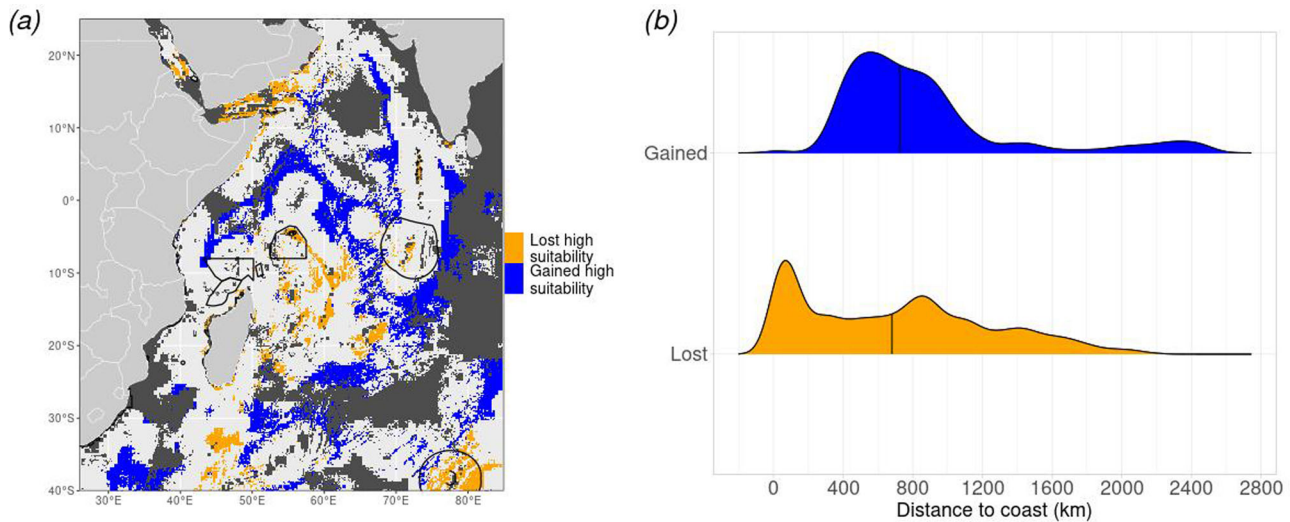 (a)
20°N
10°N
0°
10°S
20°S
30°S
40°S
30°E 40°E 50°E 60°E 70°E 80°E
Lost high
suitability
Gained high
suitability
(b)
Gained
Lost
0 400 800 1200 1600 2000 2400 2800
Distance to coast (km)